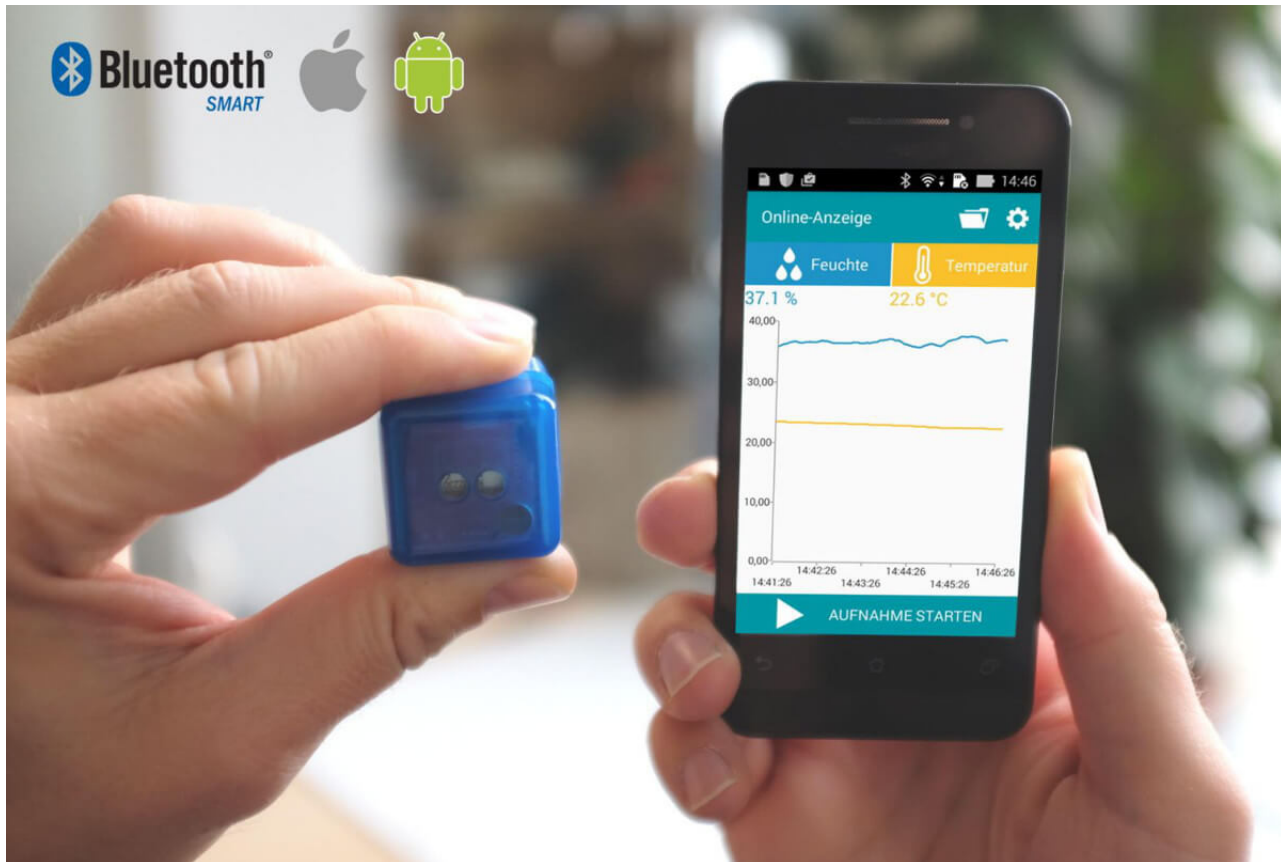 Bluetooth®
SMART
14:46
Online-Anzeige
Feuchte
Temperatur
37.1 %
22.6 °C
40,00
30,00
20,00
10,00
0,00
14:41:26
14:42:26
14:43:26
14:44:26
14:45:26
14:46:26
AUFNAHME STARTEN